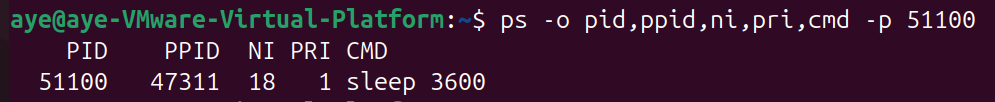 aye@aye-VMware-Virtual-Platform:~$ ps -o pid,ppid,ni,pri,cmd -p 51100
PID PPID NI PRI CMD
51100 47311 18 1 sleep 3600